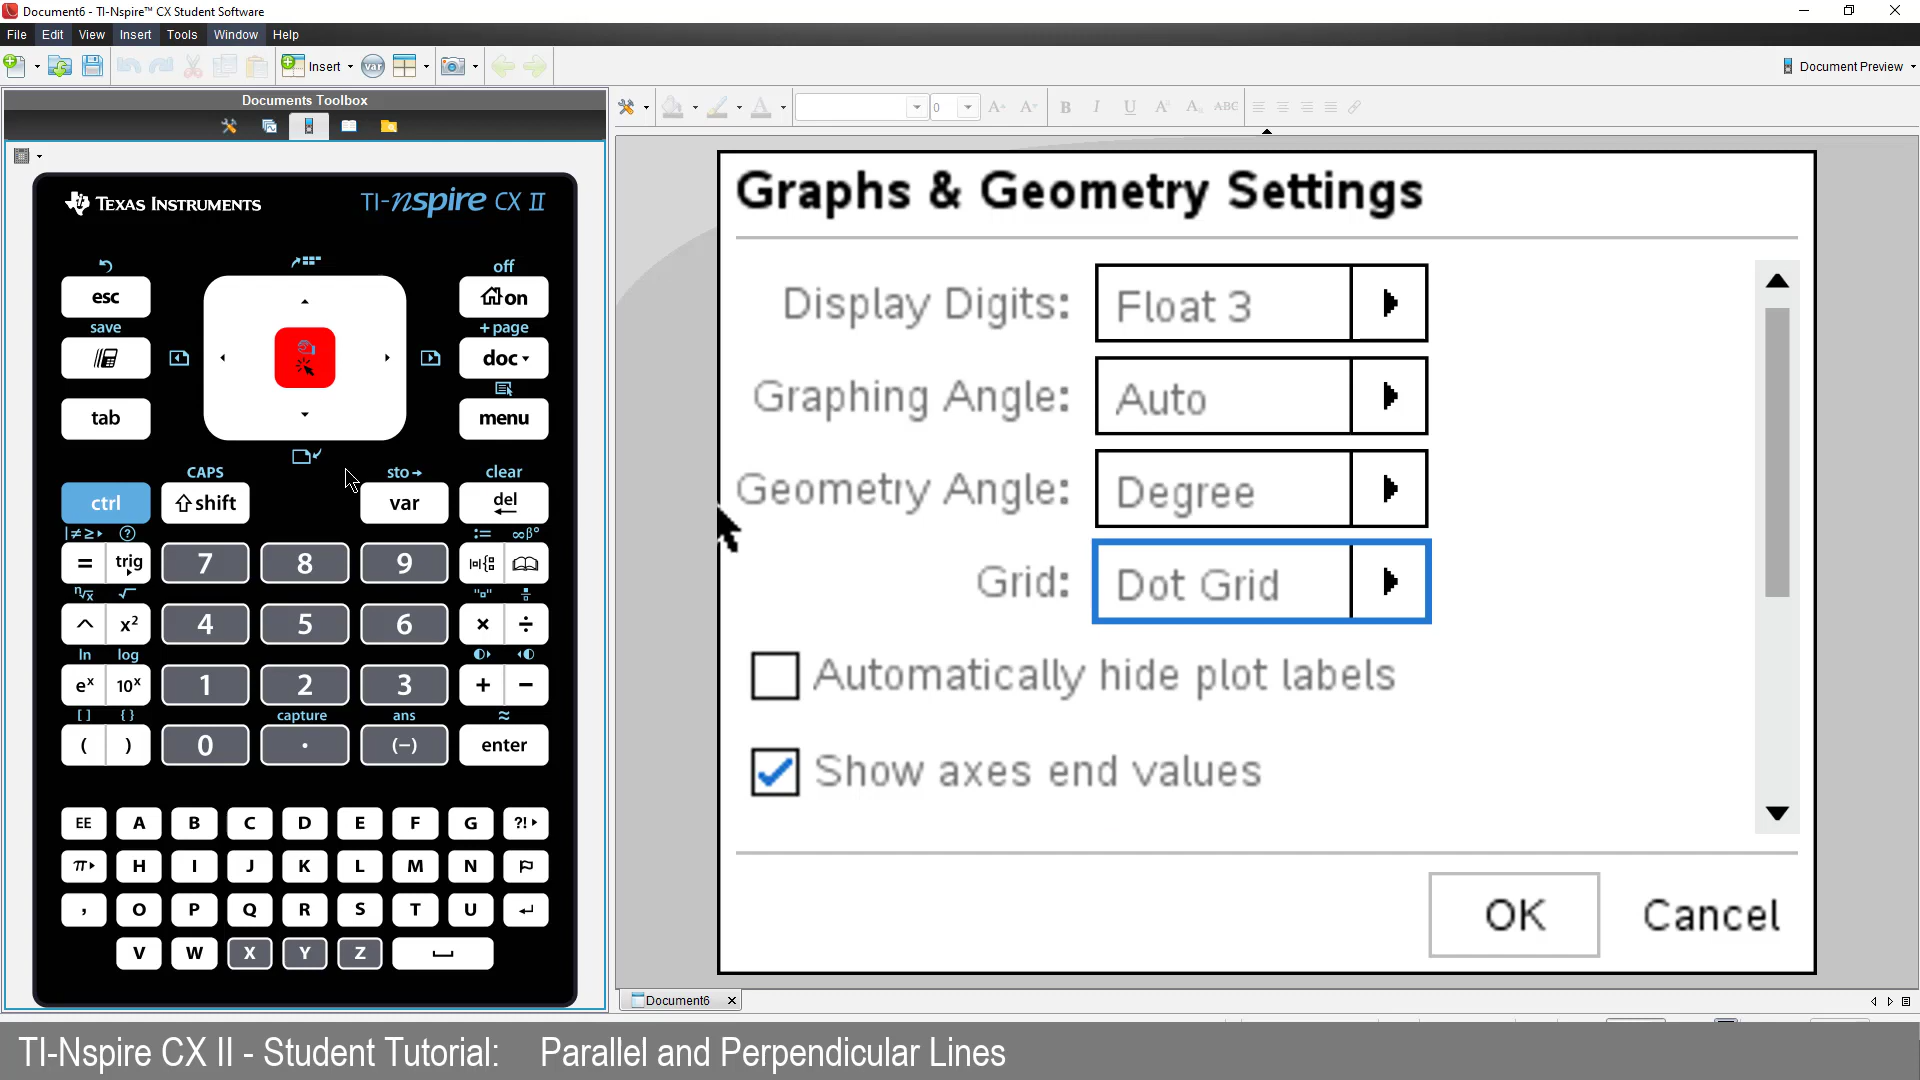 Document6 - TI-Nspire™ CX Student Software
File Edit View Insert Tools Window Help
Insert var Document Preview
Documents Toolbox
0 A A B I U A A ABC
TEXAS INSTRUMENTS TI-nspire CX II
off
esc on
save + page
doc
tab menu
CAPS sto→ clear
ctrl shift var del
|≠≥▸ ? := ∞β°
= trig 7 8 9
ⁿ√x √ "▫"
^ x² 4 5 6 × ÷
ln log
eˣ 10ˣ 1 2 3 + −
[ ] { } capture ans ≈
( ) 0 . (−) enter
EE A B C D E F G ?!▸
π▸ H I J K L M N
, O P Q R S T U
V W X Y Z
Graphs & Geometry Settings
Display Digits: Float 3
Graphing Angle: Auto
Geometry Angle: Degree
Grid: Dot Grid
Automatically hide plot labels
Show axes end values
OK Cancel
Document6
TI-Nspire CX II - Student Tutorial: Parallel and Perpendicular Lines